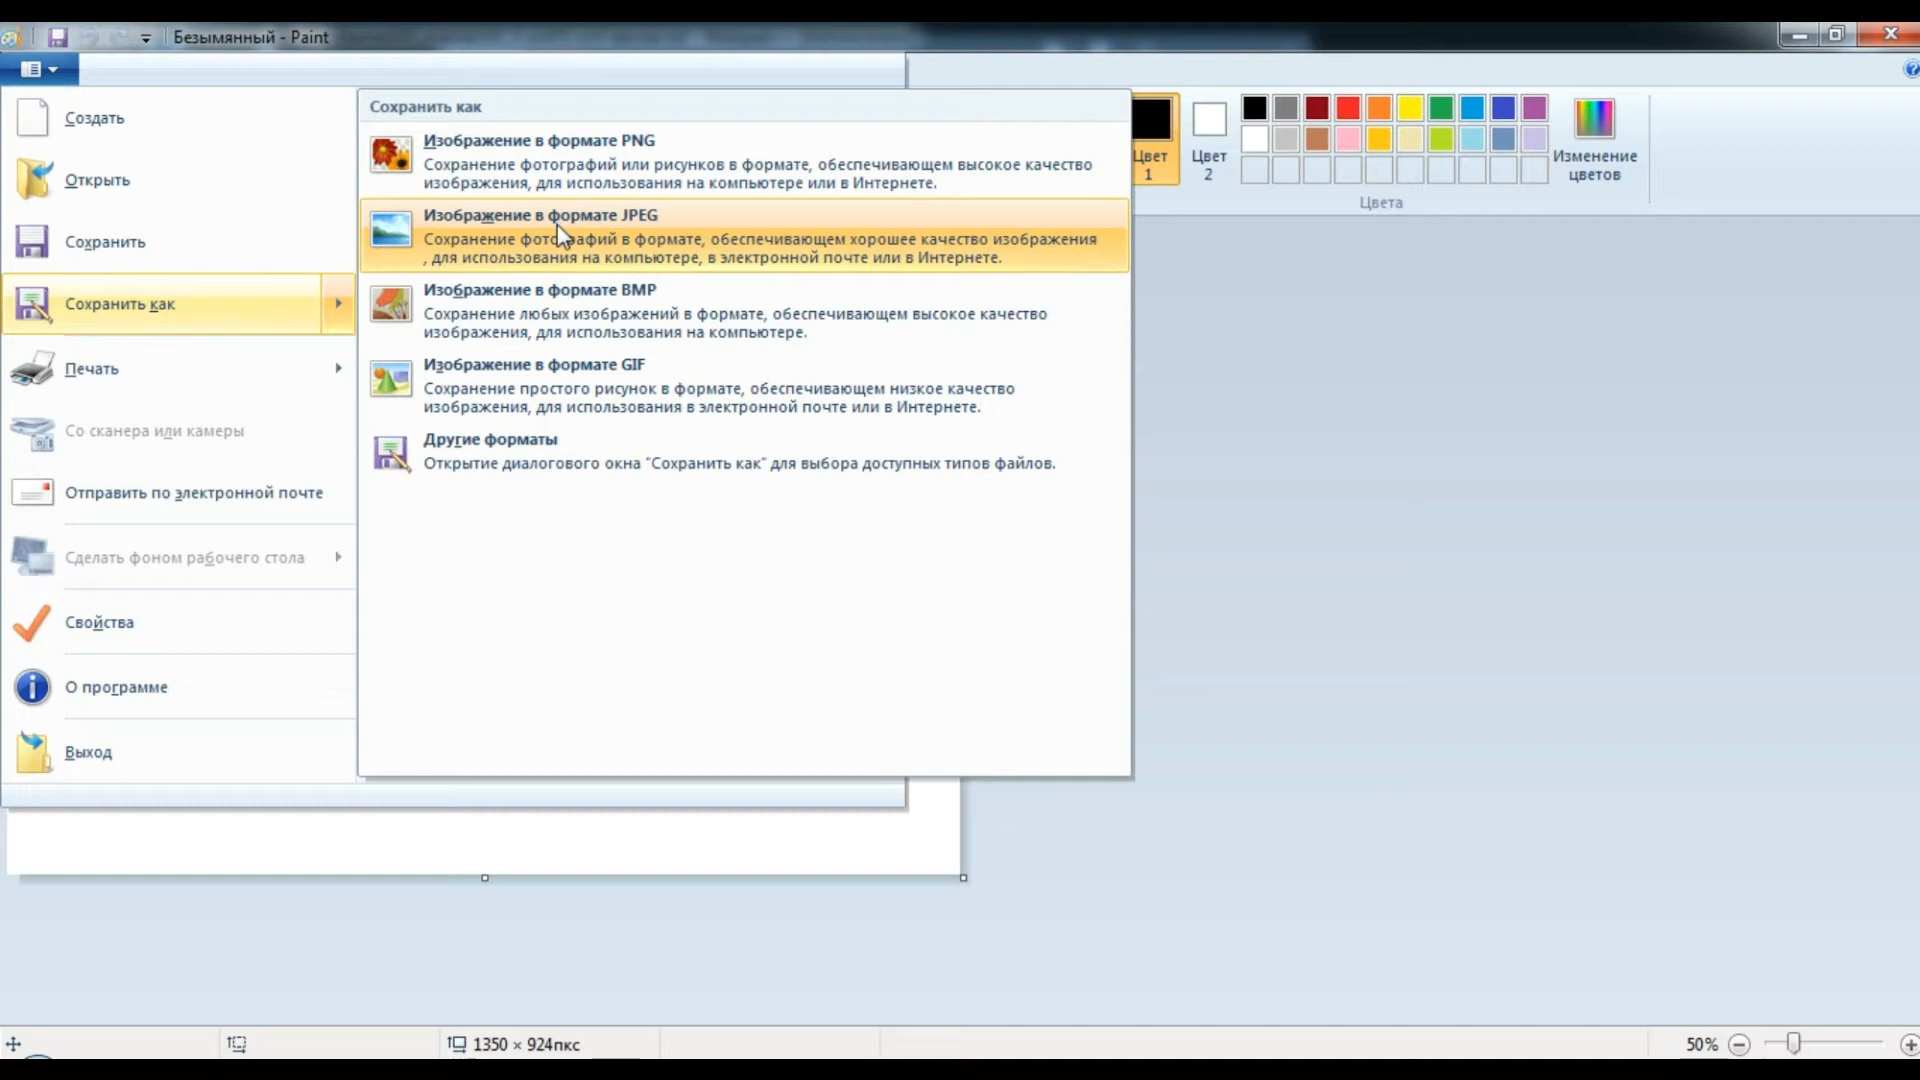 Безымянный - Paint
Создать
Открыть
Сохранить
Сохранить как
Печать
Со сканера или камеры
Отправить по электронной почте
Сделать фоном рабочего стола
Свойства
О программе
Выход
Сохранить как
Изображение в формате PNG
Сохранение фотографий или рисунков в формате, обеспечивающем высокое качество
изображения, для использования на компьютере или в Интернете.
Изображение в формате JPEG
Сохранение фотографий в формате, обеспечивающем хорошее качество изображения
, для использования на компьютере, в электронной почте или в Интернете.
Изображение в формате BMP
Сохранение любых изображений в формате, обеспечивающем высокое качество
изображения, для использования на компьютере.
Изображение в формате GIF
Сохранение простого рисунок в формате, обеспечивающем низкое качество
изображения, для использования в электронной почте или в Интернете.
Другие форматы
Открытие диалогового окна "Сохранить как" для выбора доступных типов файлов.
Цвет
1
Цвет
2
Изменение
цветов
Цвета
1350 × 924пкс
50%